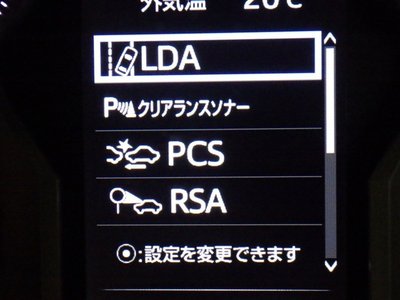 外気温 20℃
LDA
P クリアランスソナー
PCS
RSA
⦿:設定を変更できます